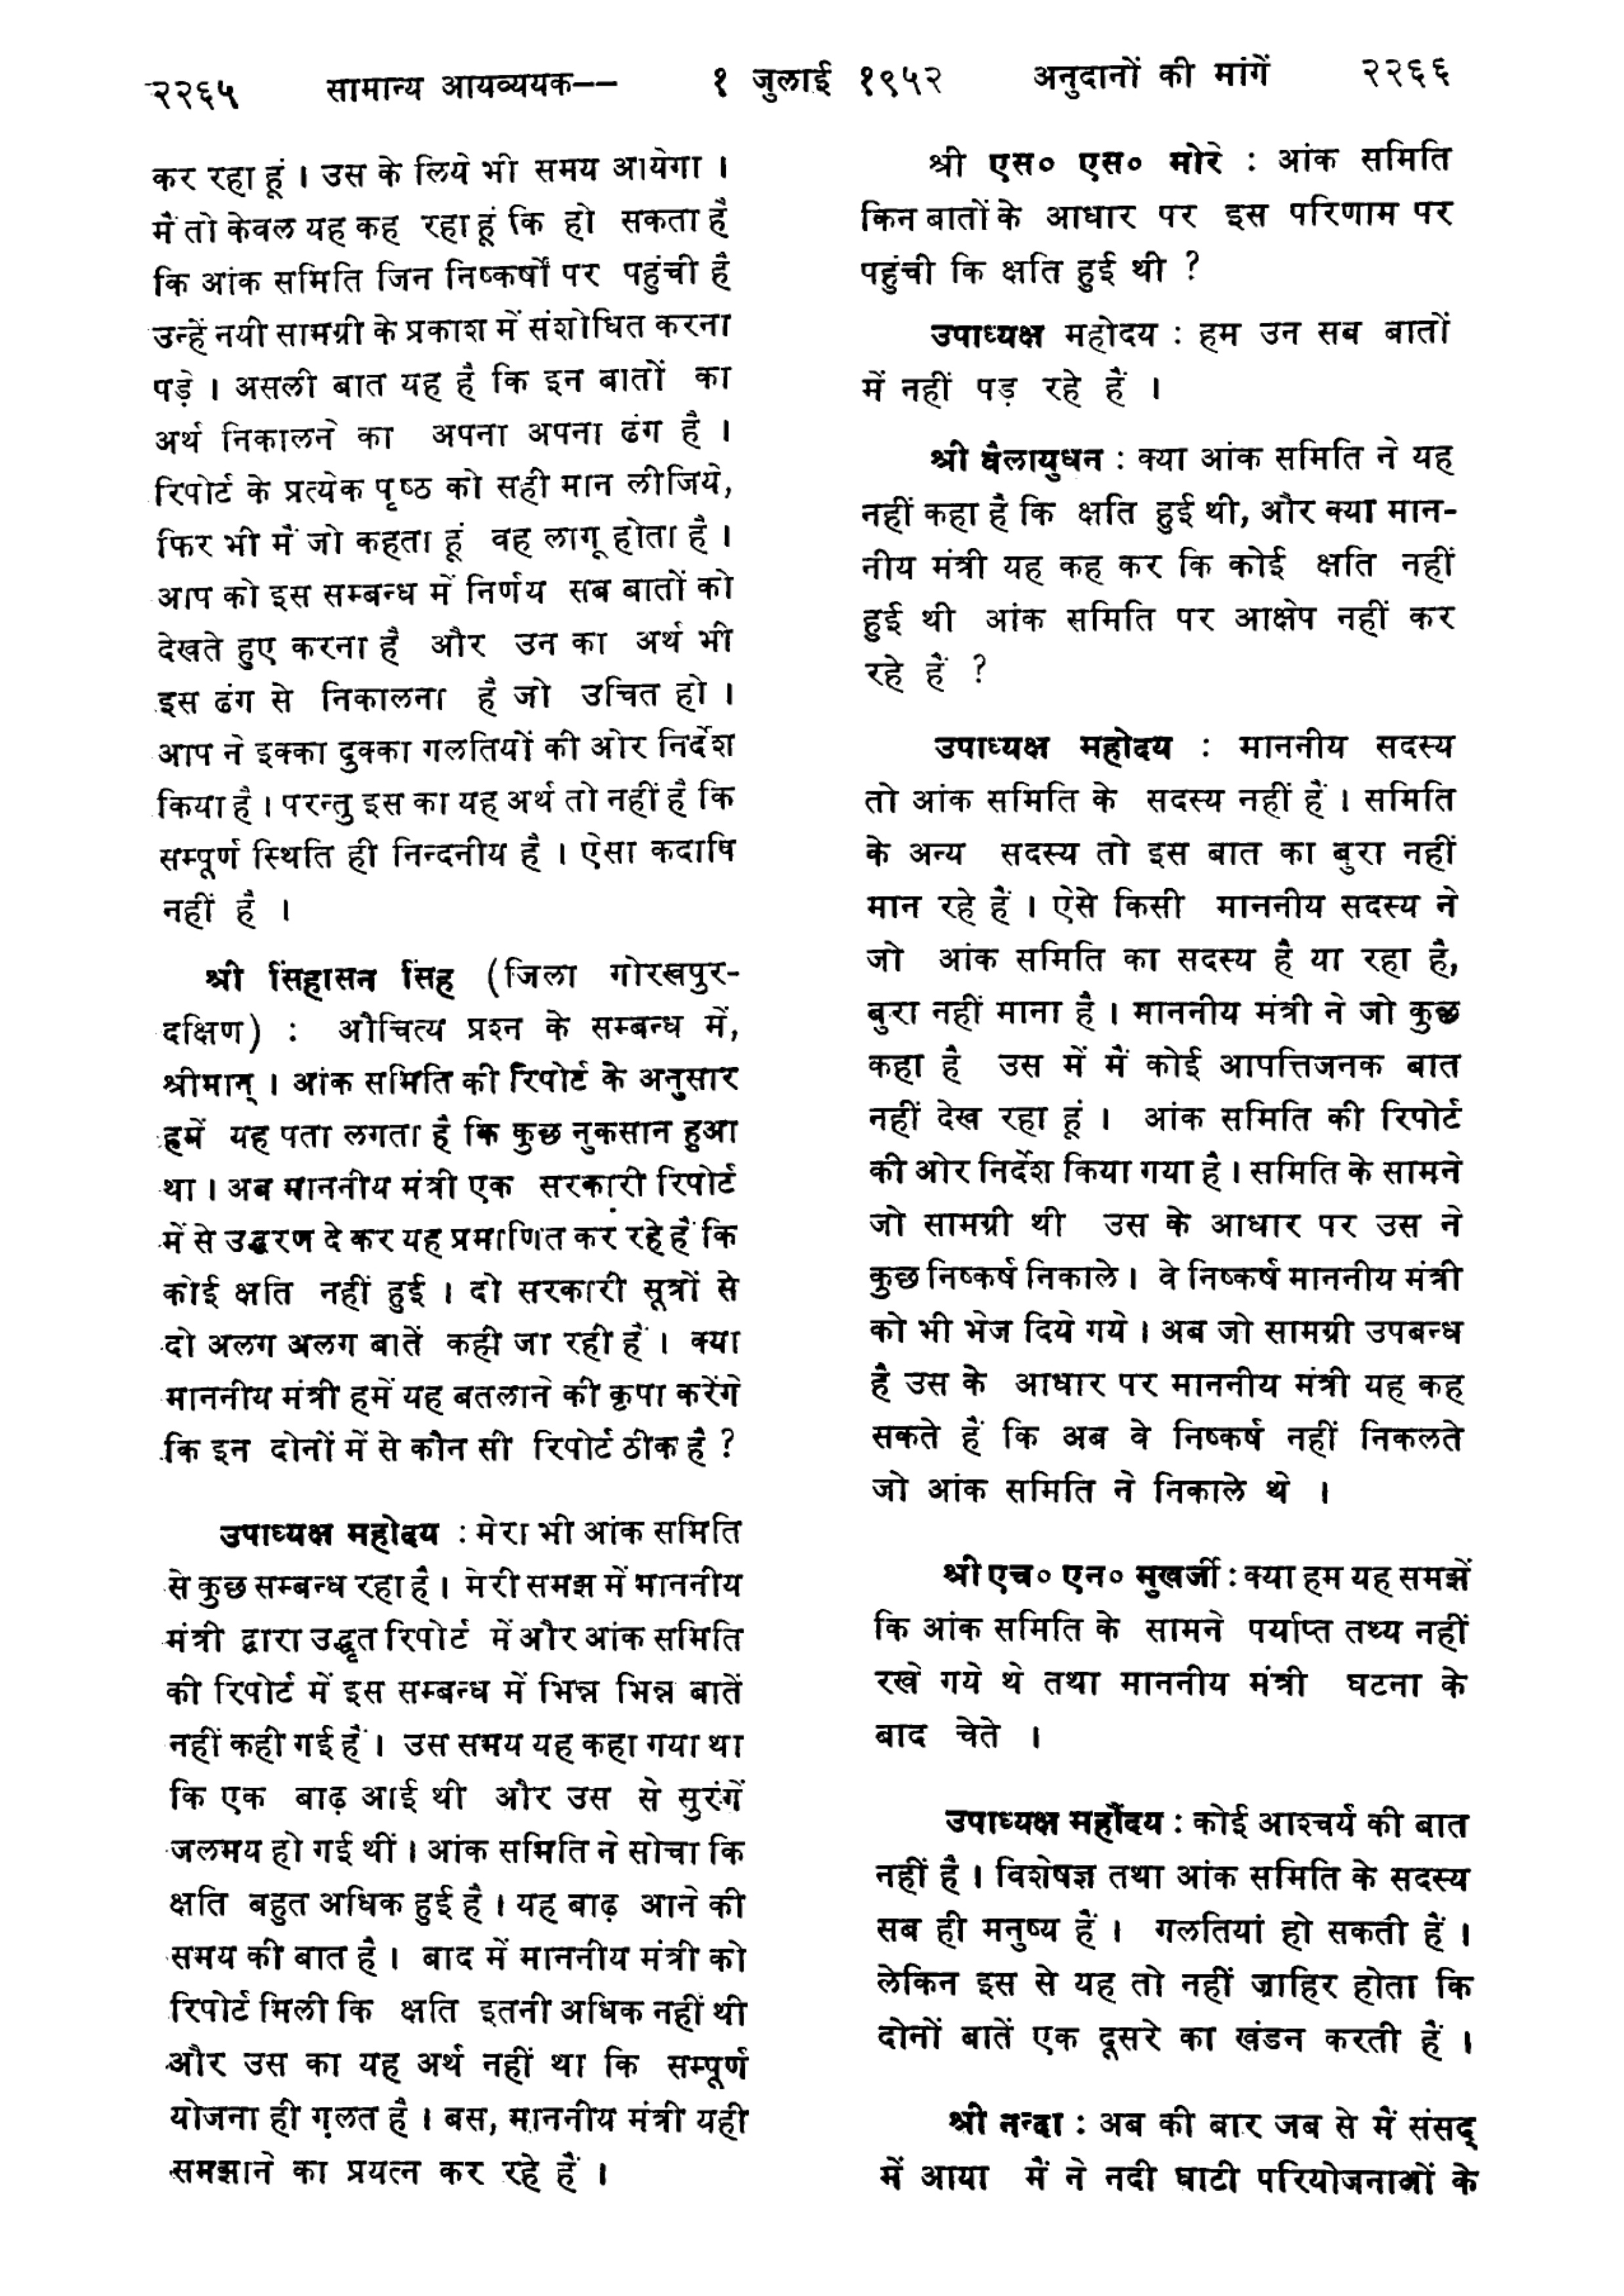 २२६५ सामान्य आयव्ययक–– १ जुलाई १९५२ अनुदानों की मांगें २२६६
कर रहा हूं । उस के लिये भी समय आयेगा ।
मैं तो केवल यह कह रहा हूं कि हो सकता है
कि आंक समिति जिन निष्कर्षों पर पहुंची है
उन्हें नयी सामग्री के प्रकाश में संशोधित करना
पड़े । असली बात यह है कि इन बातों का
अर्थ निकालने का अपना अपना ढंग है ।
रिपोर्ट के प्रत्येक पृष्ठ को सही मान लीजिये,
फिर भी मैं जो कहता हूं वह लागू होता है ।
आप को इस सम्बन्ध में निर्णय सब बातों को
देखते हुए करना है और उन का अर्थ भी
इस ढंग से निकालना है जो उचित हो ।
आप ने इक्का दुक्का गलतियों की ओर निर्देश
किया है । परन्तु इस का यह अर्थ तो नहीं है कि
सम्पूर्ण स्थिति ही निन्दनीय है । ऐसा कदापि
नहीं है ।
श्री सिंहासन सिंह (जिला गोरखपुर-
दक्षिण) : औचित्य प्रश्न के सम्बन्ध में,
श्रीमान् । आंक समिति की रिपोर्ट के अनुसार
हमें यह पता लगता है कि कुछ नुकसान हुआ
था । अब माननीय मंत्री एक सरकारी रिपोर्ट
में से उद्धरण दे कर यह प्रमाणित कर रहे हैं कि
कोई क्षति नहीं हुई । दो सरकारी सूत्रों से
दो अलग अलग बातें कही जा रही हैं । क्या
माननीय मंत्री हमें यह बतलाने की कृपा करेंगे
कि इन दोनों में से कौन सी रिपोर्ट ठीक है ?
उपाध्यक्ष महोदय : मेरा भी आंक समिति
से कुछ सम्बन्ध रहा है । मेरी समझ में माननीय
मंत्री द्वारा उद्धृत रिपोर्ट में और आंक समिति
की रिपोर्ट में इस सम्बन्ध में भिन्न भिन्न बातें
नहीं कही गई हैं । उस समय यह कहा गया था
कि एक बाढ़ आई थी और उस से सुरंगें
जलमय हो गई थीं । आंक समिति ने सोचा कि
क्षति बहुत अधिक हुई है । यह बाढ़ आने की
समय की बात है । बाद में माननीय मंत्री को
रिपोर्ट मिली कि क्षति इतनी अधिक नहीं थी
और उस का यह अर्थ नहीं था कि सम्पूर्ण
योजना ही ग़लत है । बस, माननीय मंत्री यही
समझाने का प्रयत्न कर रहे हैं ।
श्री एस० एस० मोरे : आंक समिति
किन बातों के आधार पर इस परिणाम पर
पहुंची कि क्षति हुई थी ?
उपाध्यक्ष महोदय : हम उन सब बातों
में नहीं पड़ रहे हैं ।
श्री वैलायुधन : क्या आंक समिति ने यह
नहीं कहा है कि क्षति हुई थी, और क्या मान-
नीय मंत्री यह कह कर कि कोई क्षति नहीं
हुई थी आंक समिति पर आक्षेप नहीं कर
रहे हैं ?
उपाध्यक्ष महोदय : माननीय सदस्य
तो आंक समिति के सदस्य नहीं हैं । समिति
के अन्य सदस्य तो इस बात का बुरा नहीं
मान रहे हैं । ऐसे किसी माननीय सदस्य ने
जो आंक समिति का सदस्य है या रहा है,
बुरा नहीं माना है । माननीय मंत्री ने जो कुछ
कहा है उस में मैं कोई आपत्तिजनक बात
नहीं देख रहा हूं । आंक समिति की रिपोर्ट
की ओर निर्देश किया गया है । समिति के सामने
जो सामग्री थी उस के आधार पर उस ने
कुछ निष्कर्ष निकाले । वे निष्कर्ष माननीय मंत्री
को भी भेज दिये गये । अब जो सामग्री उपबन्ध
है उस के आधार पर माननीय मंत्री यह कह
सकते हैं कि अब वे निष्कर्ष नहीं निकलते
जो आंक समिति ने निकाले थे ।
श्री एच० एन० मुखर्जी : क्या हम यह समझें
कि आंक समिति के सामने पर्याप्त तथ्य नहीं
रखे गये थे तथा माननीय मंत्री घटना के
बाद चेते ।
उपाध्यक्ष महोदय : कोई आश्चर्य की बात
नहीं है । विशेषज्ञ तथा आंक समिति के सदस्य
सब ही मनुष्य हैं । गलतियां हो सकती हैं ।
लेकिन इस से यह तो नहीं ज़ाहिर होता कि
दोनों बातें एक दूसरे का खंडन करती हैं ।
श्री नन्दा : अब की बार जब से मैं संसद्
में आया मैं ने नदी घाटी परियोजनाओं के